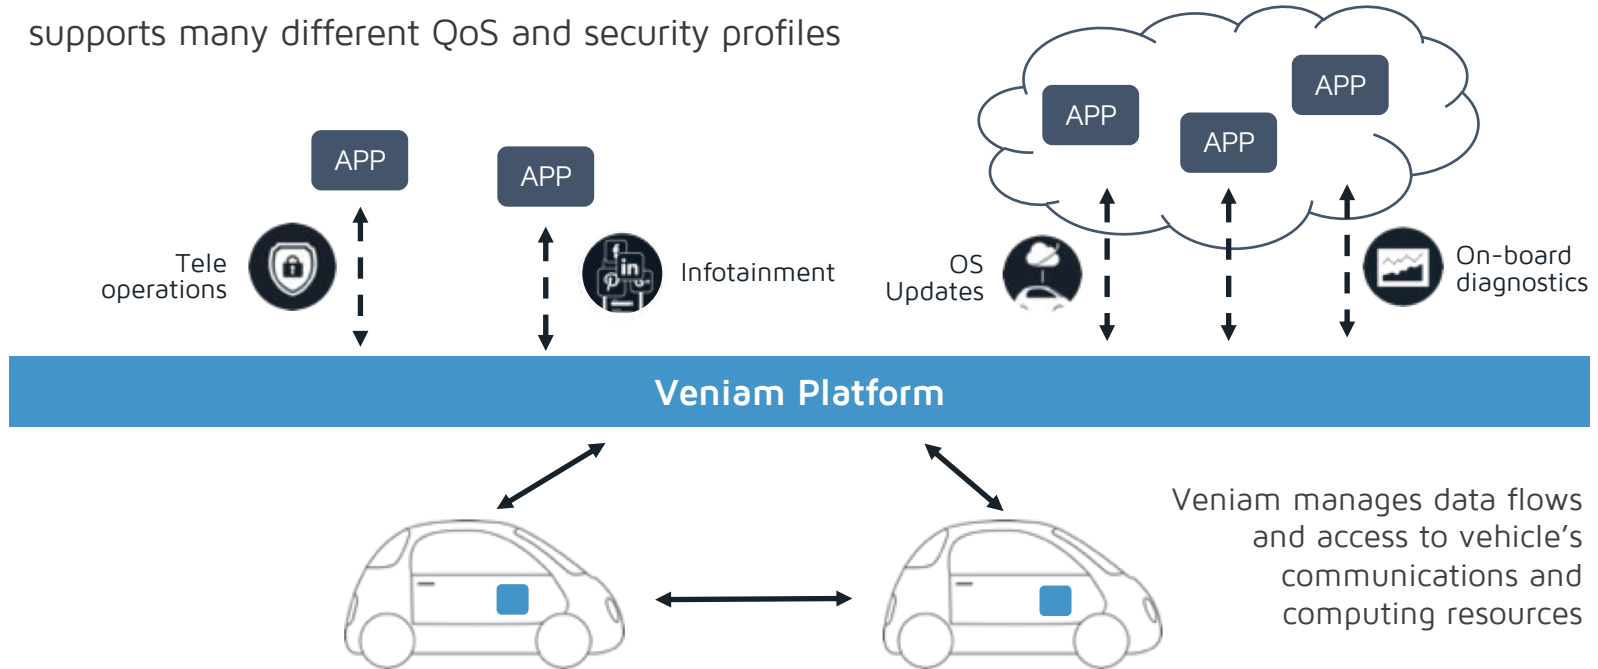 supports many different QoS and security profiles
APP
APP
APP
APP
APP
Tele
operations
f
in
Infotainment
OS
Updates
On-board
diagnostics
Veniam Platform
Veniam manages data flows
and access to vehicle’s
communications and
computing resources